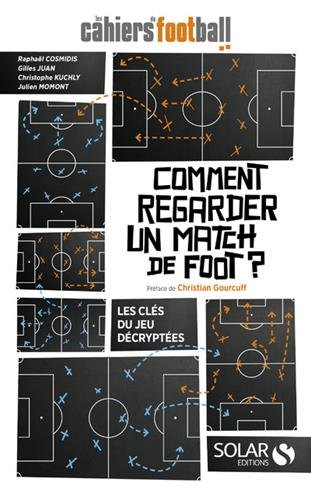 les cahiers du football
Raphaël COSMIDIS
Gilles JUAN
Christophe KUCHLY
Julien MOMONT
COMMENT
REGARDER
UN MATCH
DE FOOT ?
Préface de Christian Gourcuff
LES CLÉS
DU JEU
DÉCRYPTÉES
SOLAR S
EDITIONS